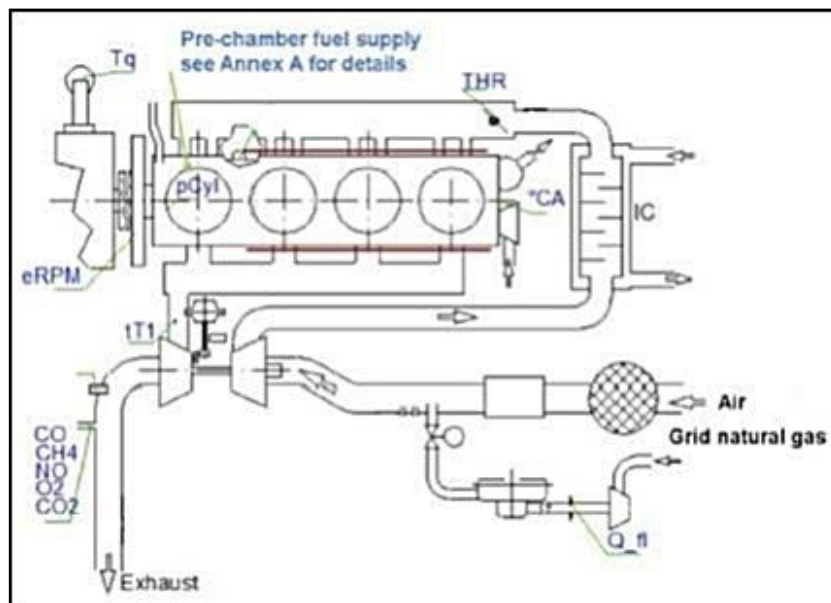 Pre-chamber fuel supply
see Annex A for details
Tq
THR
pCyl
°CA
IC
eRPM
tT1
Air
Grid natural gas
CO
CH4
NO
O2
CO2
Q_fl
Exhaust